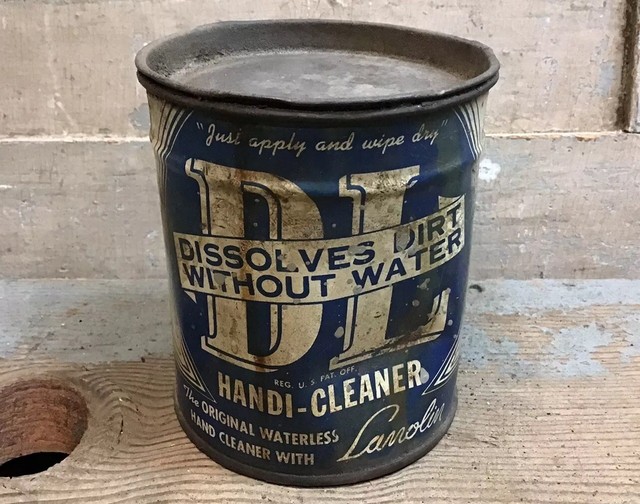 "Just apply and wipe dry"
DL
DISSOLVES DIRT
WITHOUT WATER
REG. U. S. PAT. OFF.
HANDI-CLEANER
The ORIGINAL WATERLESS
HAND CLEANER WITH Lanolin